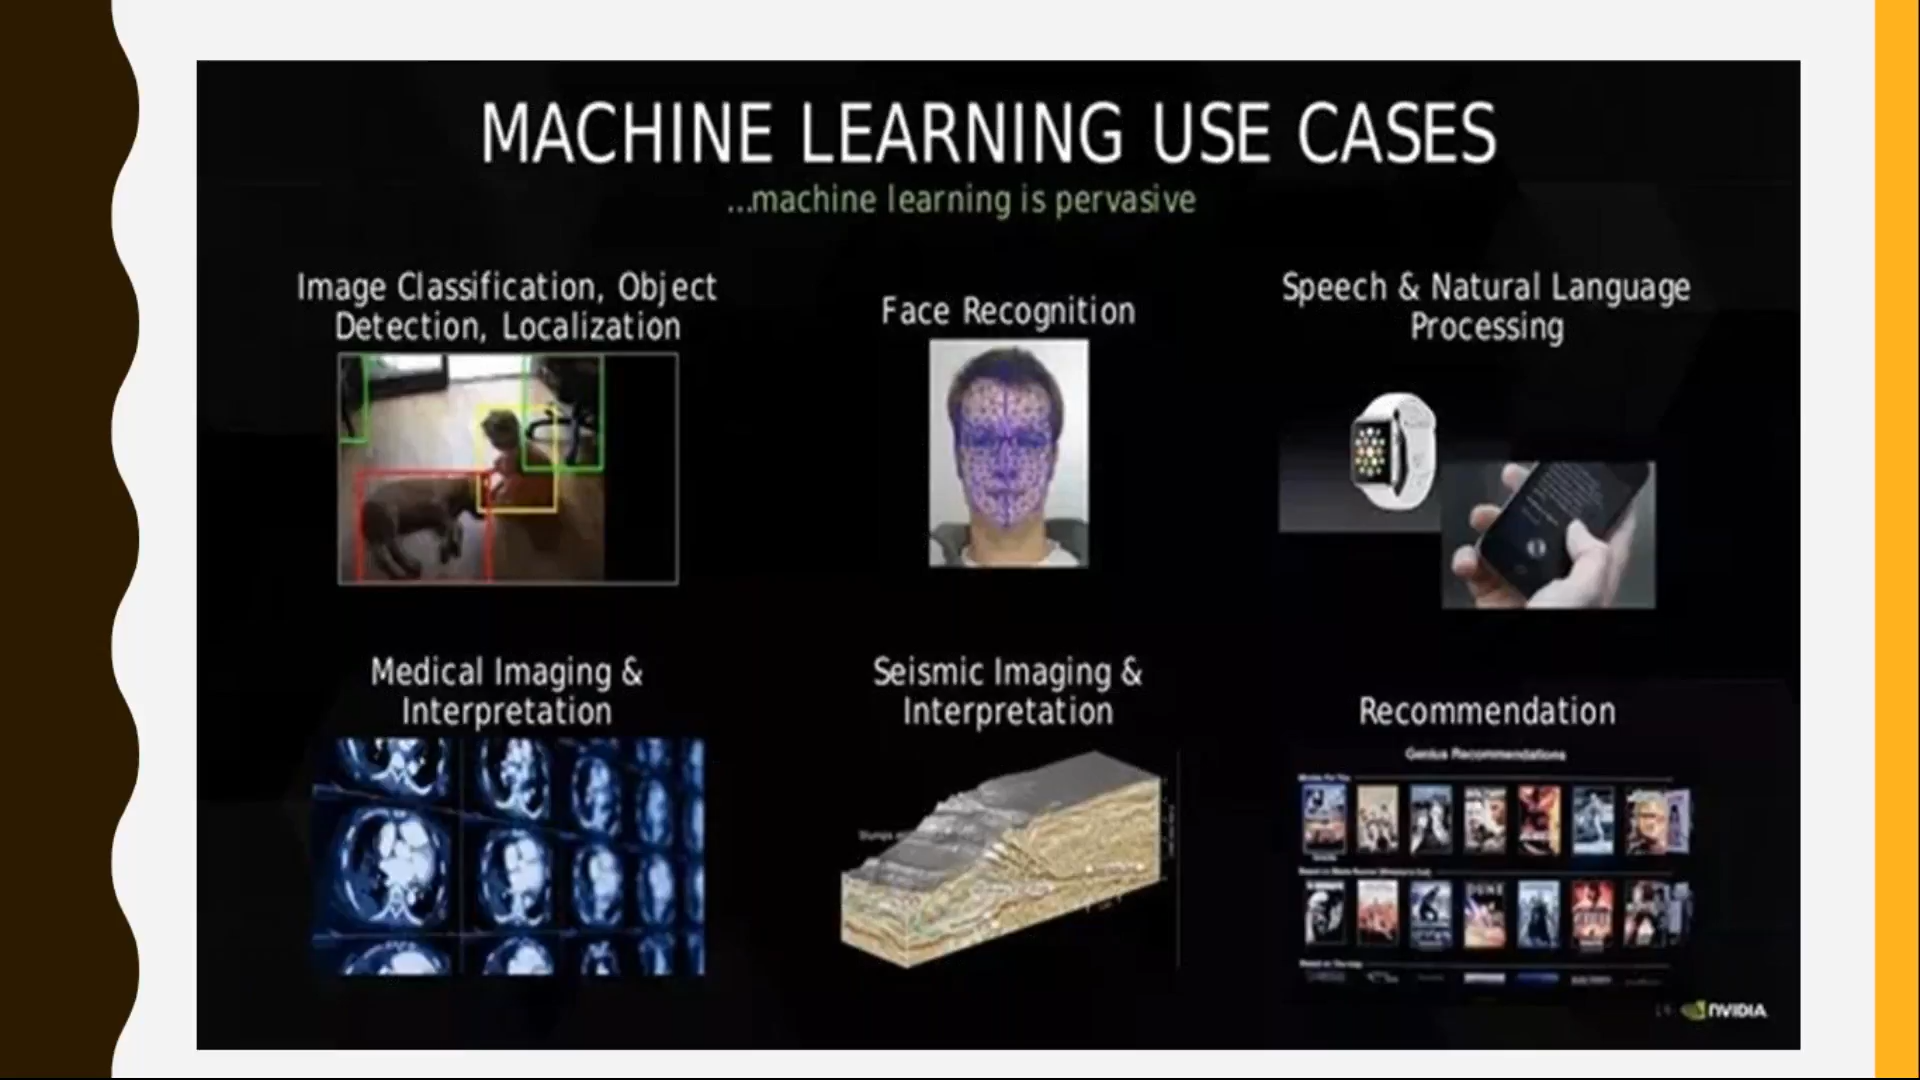 MACHINE LEARNING USE CASES
...machine learning is pervasive
Image Classification, Object
Detection, Localization
Face Recognition
Speech & Natural Language
Processing
Medical Imaging &
Interpretation
Seismic Imaging &
Interpretation
Recommendation
Genius Recommendations
DUNE
NVIDIA